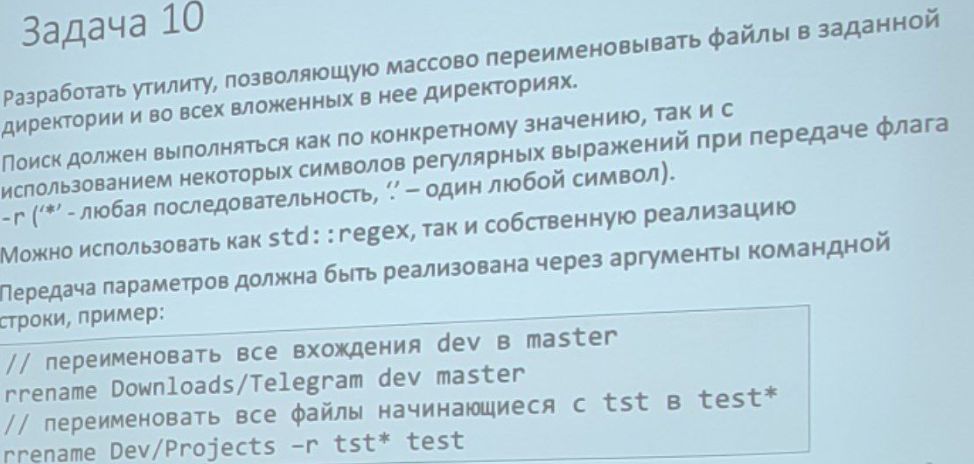 Задача 10
Разработать утилиту, позволяющую массово переименовывать файлы в заданной
директории и во всех вложенных в нее директориях.
Поиск должен выполняться как по конкретному значению, так и с
использованием некоторых символов регулярных выражений при передаче флага
-r ('*' - любая последовательность, '.' – один любой символ).
Можно использовать как std::regex, так и собственную реализацию
Передача параметров должна быть реализована через аргументы командной
строки, пример:
// переименовать все вхождения dev в master
rrename Downloads/Telegram dev master
// переименовать все файлы начинающиеся с tst в test*
rrename Dev/Projects –r tst* test